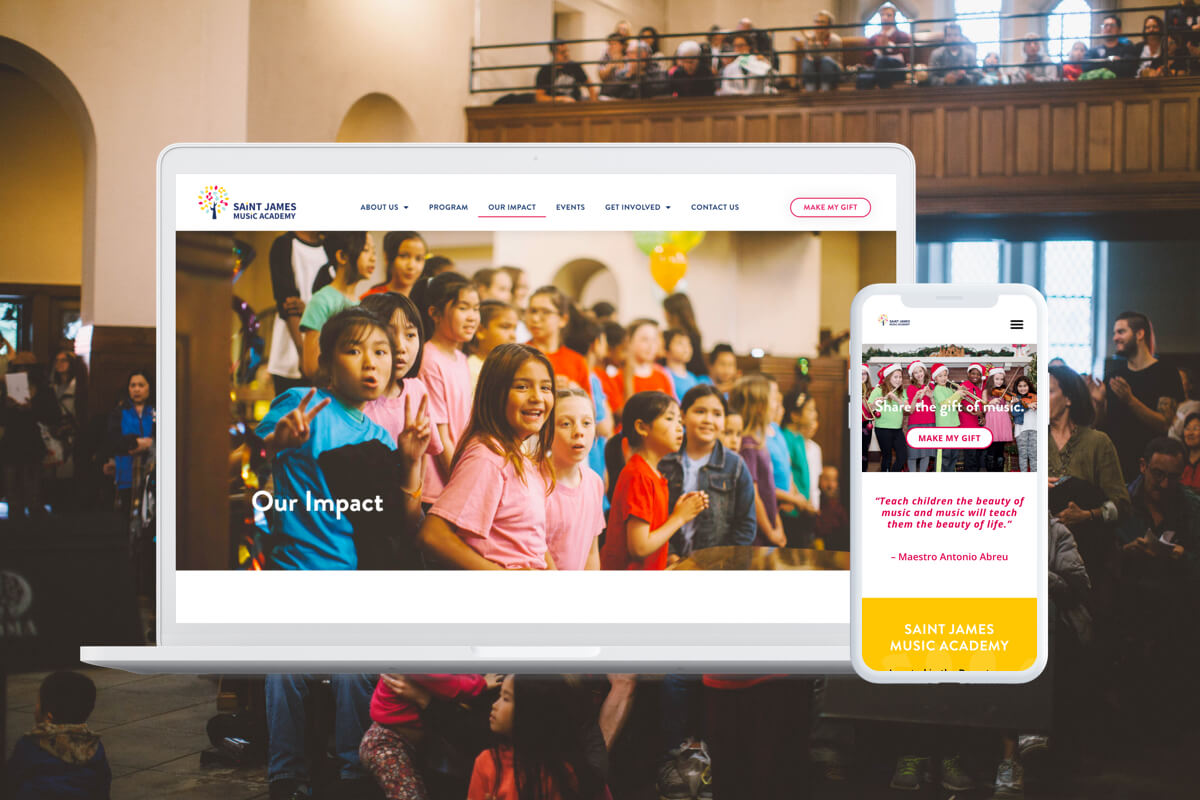 SAiNT JAMES
MUSiC ACADEMY
ABOUT US
PROGRAM
OUR IMPACT
EVENTS
GET INVOLVED
CONTACT US
MAKE MY GIFT
Our Impact
SAiNT JAMES
MUSiC ACADEMY
Share the gift of music.
MAKE MY GIFT
“Teach children the beauty of
music and music will teach
them the beauty of life.”
– Maestro Antonio Abreu
SAINT JAMES
MUSIC ACADEMY